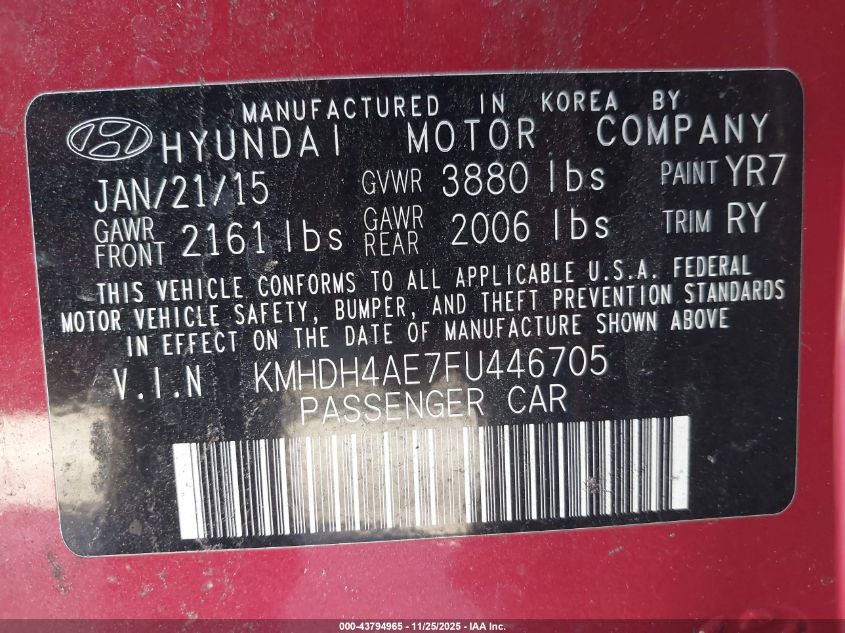 MANUFACTURED IN KOREA BY
HYUNDAI MOTOR COMPANY
JAN/21/15 GVWR 3880 lbs PAINT YR7
GAWR FRONT 2161 lbs GAWR REAR 2006 lbs TRIM RY
THIS VEHICLE CONFORMS TO ALL APPLICABLE U.S.A. FEDERAL
MOTOR VEHICLE SAFETY, BUMPER, AND THEFT PREVENTION STANDARDS
IN EFFECT ON THE DATE OF MANUFACTURE SHOWN ABOVE
V.I.N KMHDH4AE7FU446705
PASSENGER CAR
000-43794965 - 11/25/2025 - IAA Inc.